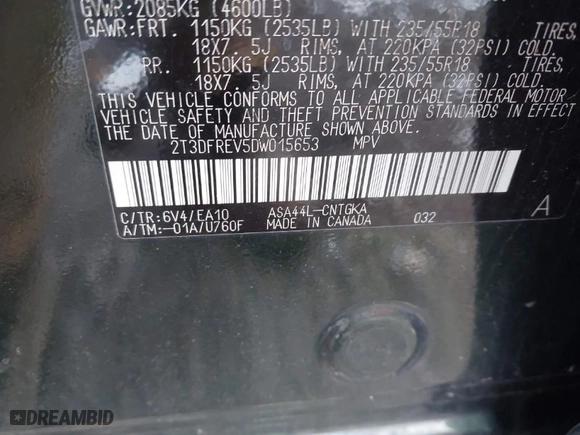 GVWR:2085KG (4600LB)
GAWR:FRT. 1150KG (2535LB) WITH 235/55R18 TIRES,
18X7. 5J RIMS, AT 220KPA (32PSI) COLD.
RR. 1150KG (2535LB) WITH 235/55R18 TIRES,
18X7. 5J RIMS, AT 220KPA (32PSI) COLD.
THIS VEHICLE CONFORMS TO ALL APPLICABLE FEDERAL MOTOR
VEHICLE SAFETY AND THEFT PREVENTION STANDARDS IN EFFECT
ON THE DATE OF MANUFACTURE SHOWN ABOVE.
2T3DFREV5DW015653 MPV
C/TR:6V4/EA10 ASA44L-CNTGKA
A/TM:-01A/U760F MADE IN CANADA 032 A
DREAMBID